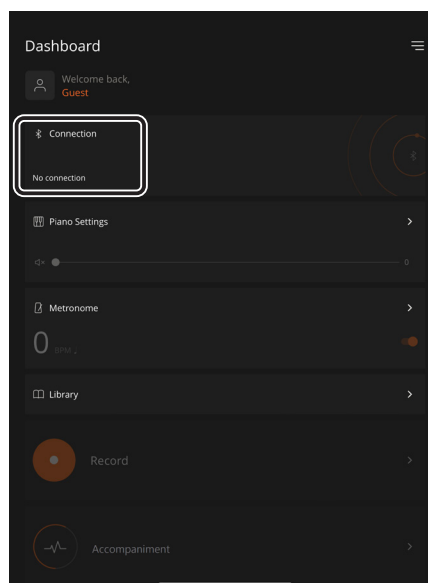 Dashboard
Welcome back,
Guest
Connection
No connection
Piano Settings
0
Metronome
0 BPM
Library
Record
Accompaniment